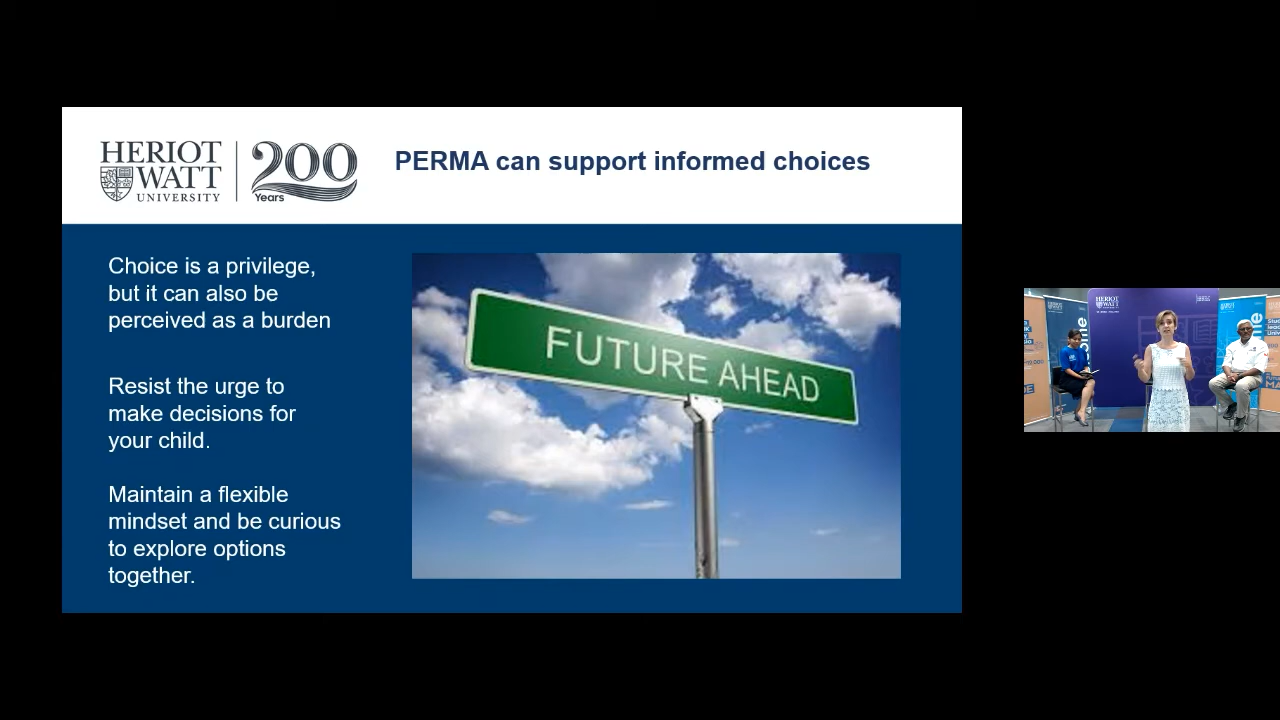 HERIOT
WATT
UNIVERSITY
200
Years
PERMA can support informed choices
Choice is a privilege,
but it can also be
perceived as a burden
Resist the urge to
make decisions for
your child.
Maintain a flexible
mindset and be curious
to explore options
together.
FUTURE AHEAD
HERIOT
WATT